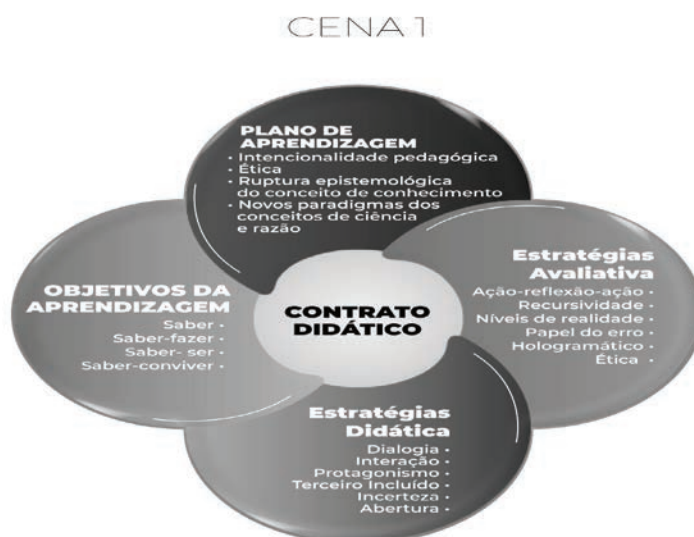 CENA 1
PLANO DE
APRENDIZAGEM
• Intencionalidade pedagógica
• Ética
• Ruptura epistemológica
do conceito de conhecimento
• Novos paradigmas dos
conceitos de ciência
e razão
OBJETIVOS DA
APRENDIZAGEM
Saber •
Saber-fazer •
Saber- ser •
Saber-conviver •
CONTRATO
DIDÁTICO
Estratégias
Avaliativa
Ação-reflexão-ação •
Recursividade •
Níveis de realidade •
Papel do erro •
Hologramático •
Ética •
Estratégias
Didática
Dialogia •
Interação •
Protagonismo •
Terceiro Incluído •
Incerteza •
Abertura •